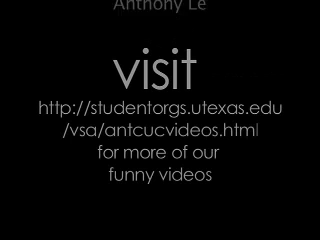 Anthony Le
visit
http://studentorgs.utexas.edu
/vsa/antcucvideos.html
for more of our
funny videos